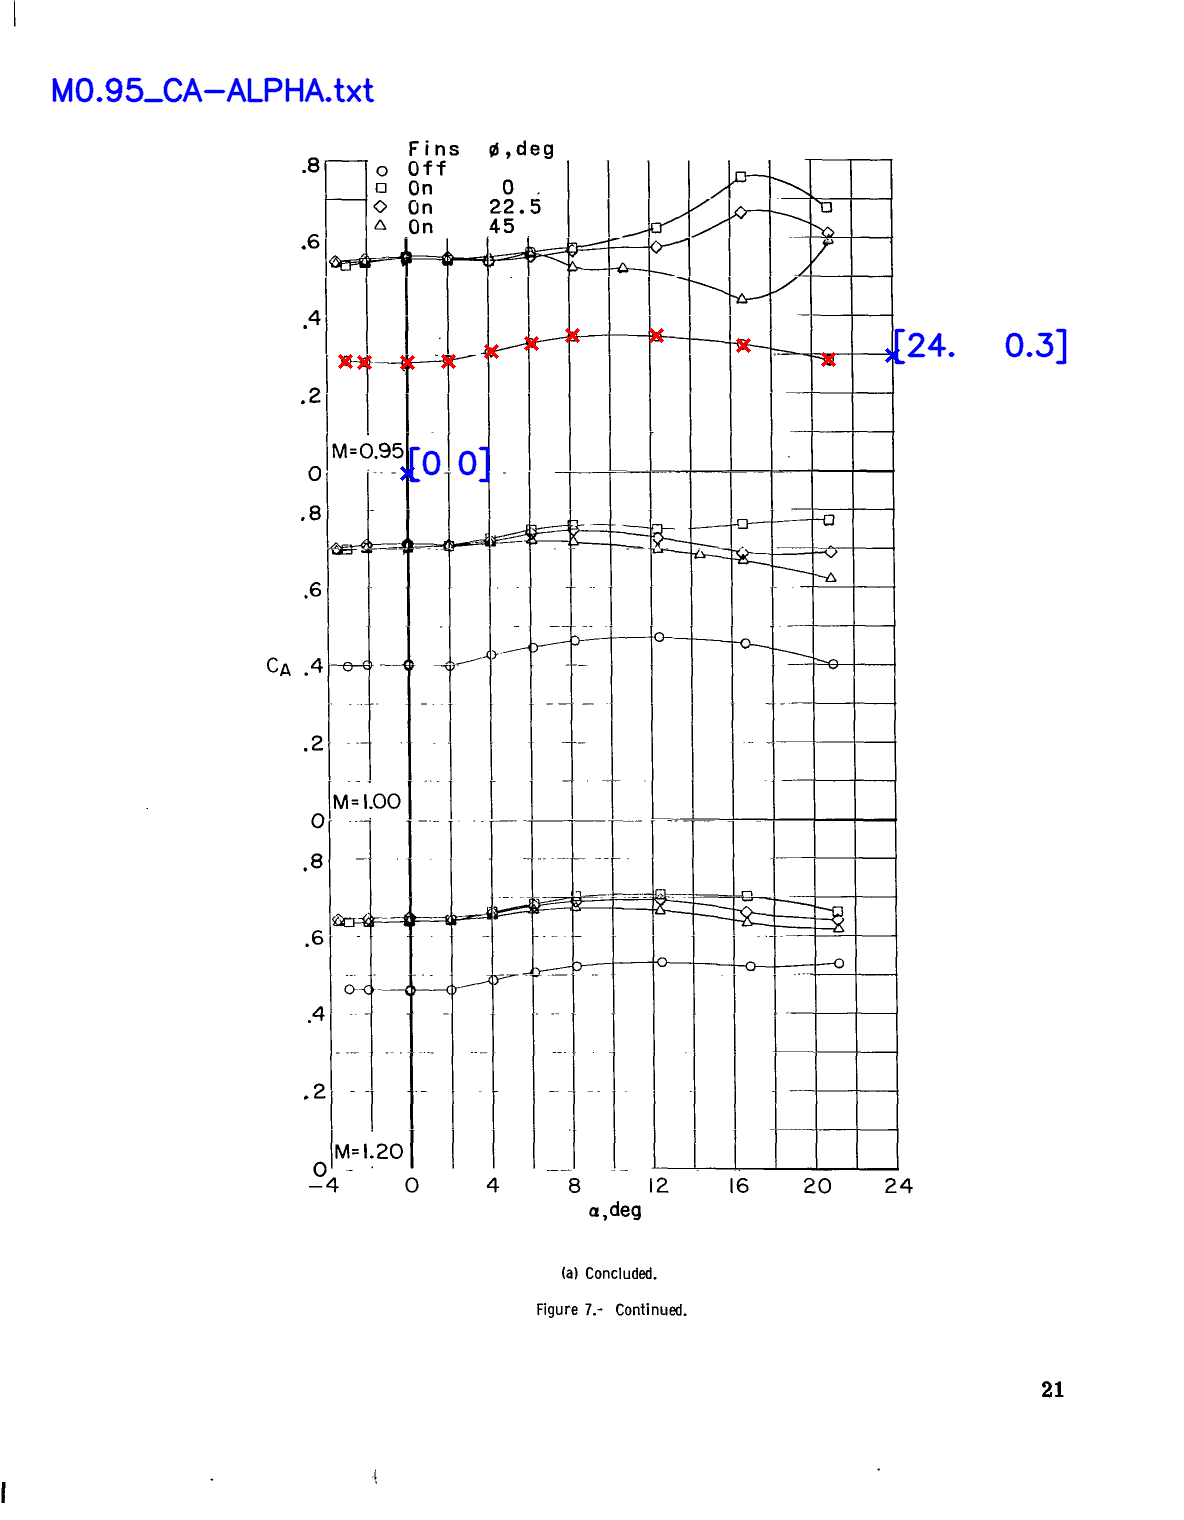 M0.95_CA-ALPHA.txt
Fins ø,deg
Off
On 0
On 22.5
On 45
.8
.6
.4
[24. 0.3]
.2
M=0.95
[0 0]
0
.8
.6
CA .4
.2
M=1.00
0
.8
.6
.4
.2
M=1.20
0
-4 0 4 8 12 16 20 24
α,deg
(a) Concluded.
Figure 7.- Continued.
21